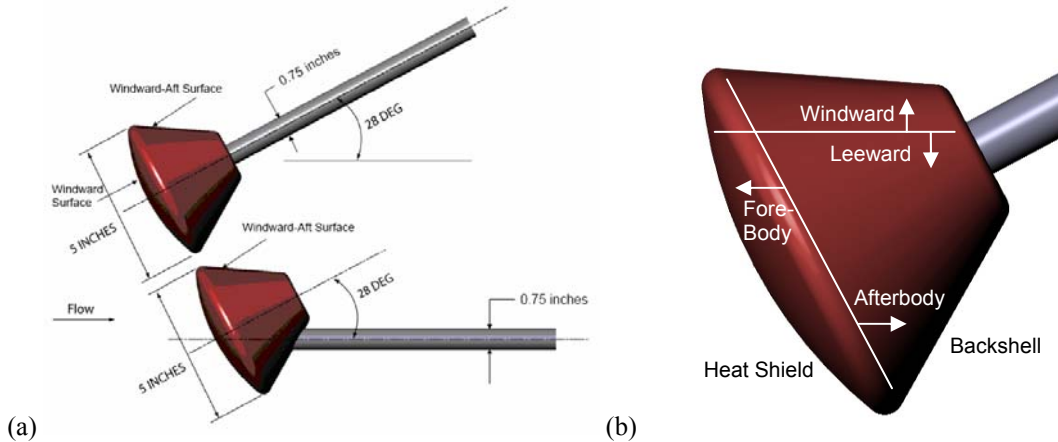 Windward-Aft Surface
0.75 inches
28 DEG
Windward
Surface
5 INCHES
Windward-Aft Surface
28 DEG
Flow
0.75 inches
5 INCHES
(a)
Windward
Leeward
Fore-
Body
Afterbody
Backshell
Heat Shield
(b)